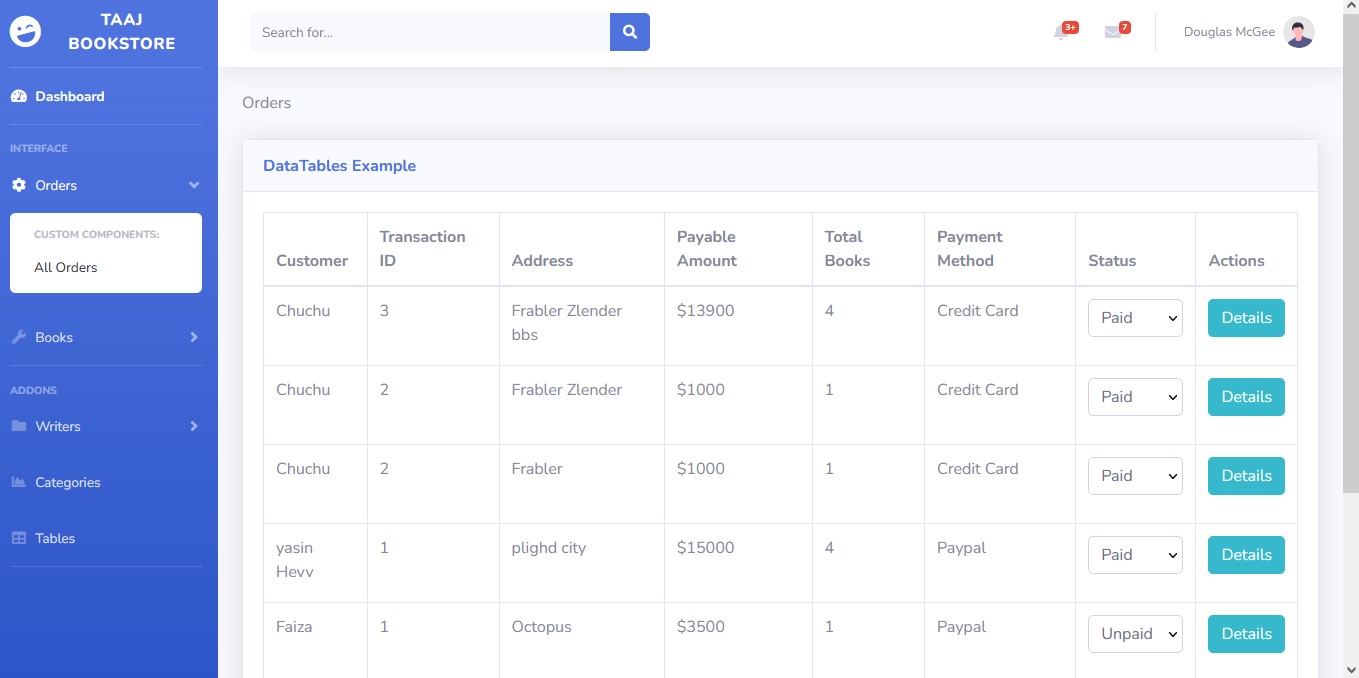 TAAJ
BOOKSTORE
Search for...
3+
7
Douglas McGee
Dashboard
INTERFACE
Orders
CUSTOM COMPONENTS:
All Orders
Books
ADDONS
Writers
Categories
Tables
Orders
DataTables Example
Customer Transaction ID Address Payable Amount Total Books Payment Method Status Actions
Chuchu 3 Frabler Zlender bbs $13900 4 Credit Card Paid Details
Chuchu 2 Frabler Zlender $1000 1 Credit Card Paid Details
Chuchu 2 Frabler $1000 1 Credit Card Paid Details
yasin Hevv 1 plighd city $15000 4 Paypal Paid Details
Faiza 1 Octopus $3500 1 Paypal Unpaid Details